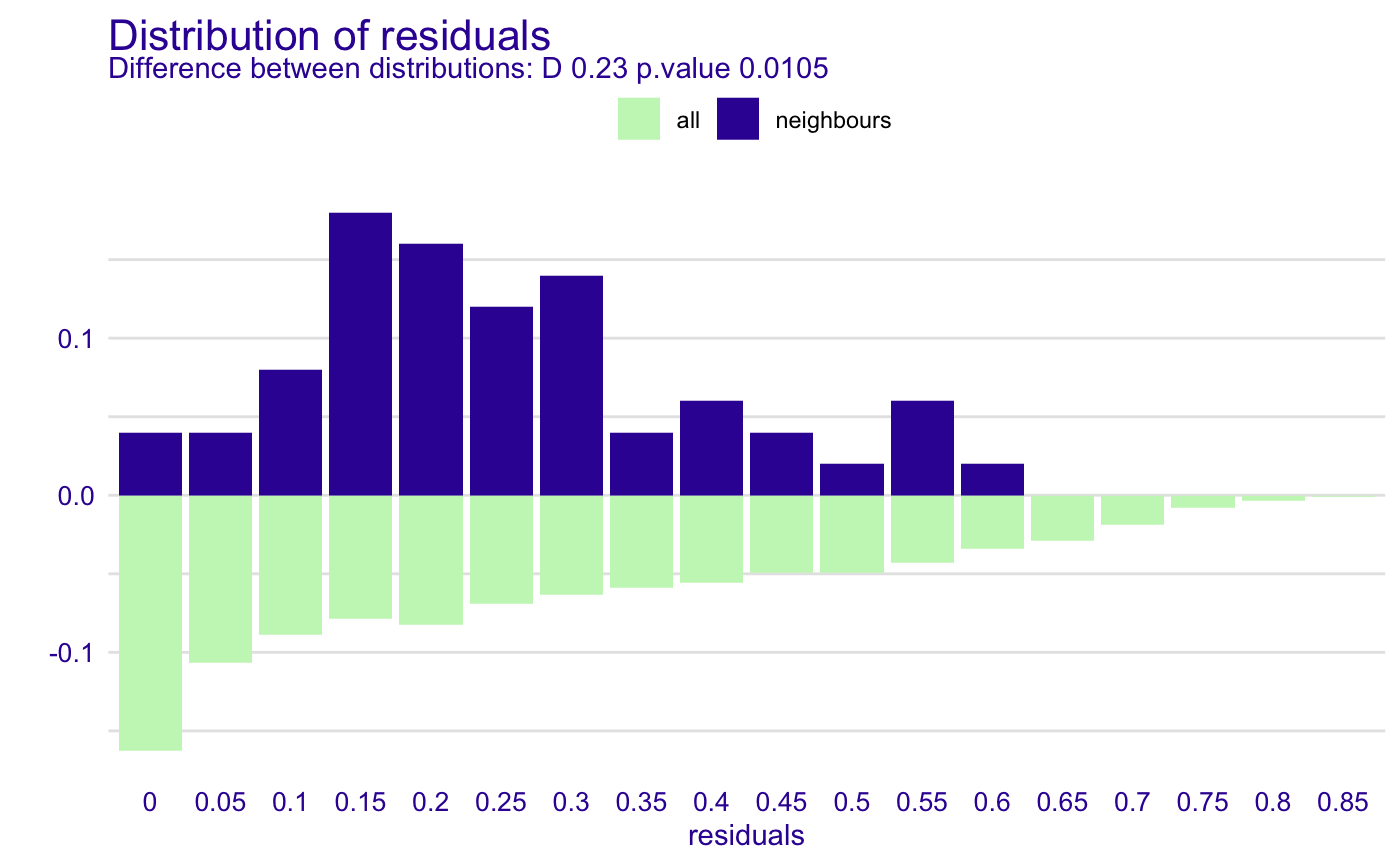 Distribution of residuals
Difference between distributions: D 0.23 p.value 0.0105
all neighbours
0.1
0.0
-0.1
0 0.05 0.1 0.15 0.2 0.25 0.3 0.35 0.4 0.45 0.5 0.55 0.6 0.65 0.7 0.75 0.8 0.85
residuals